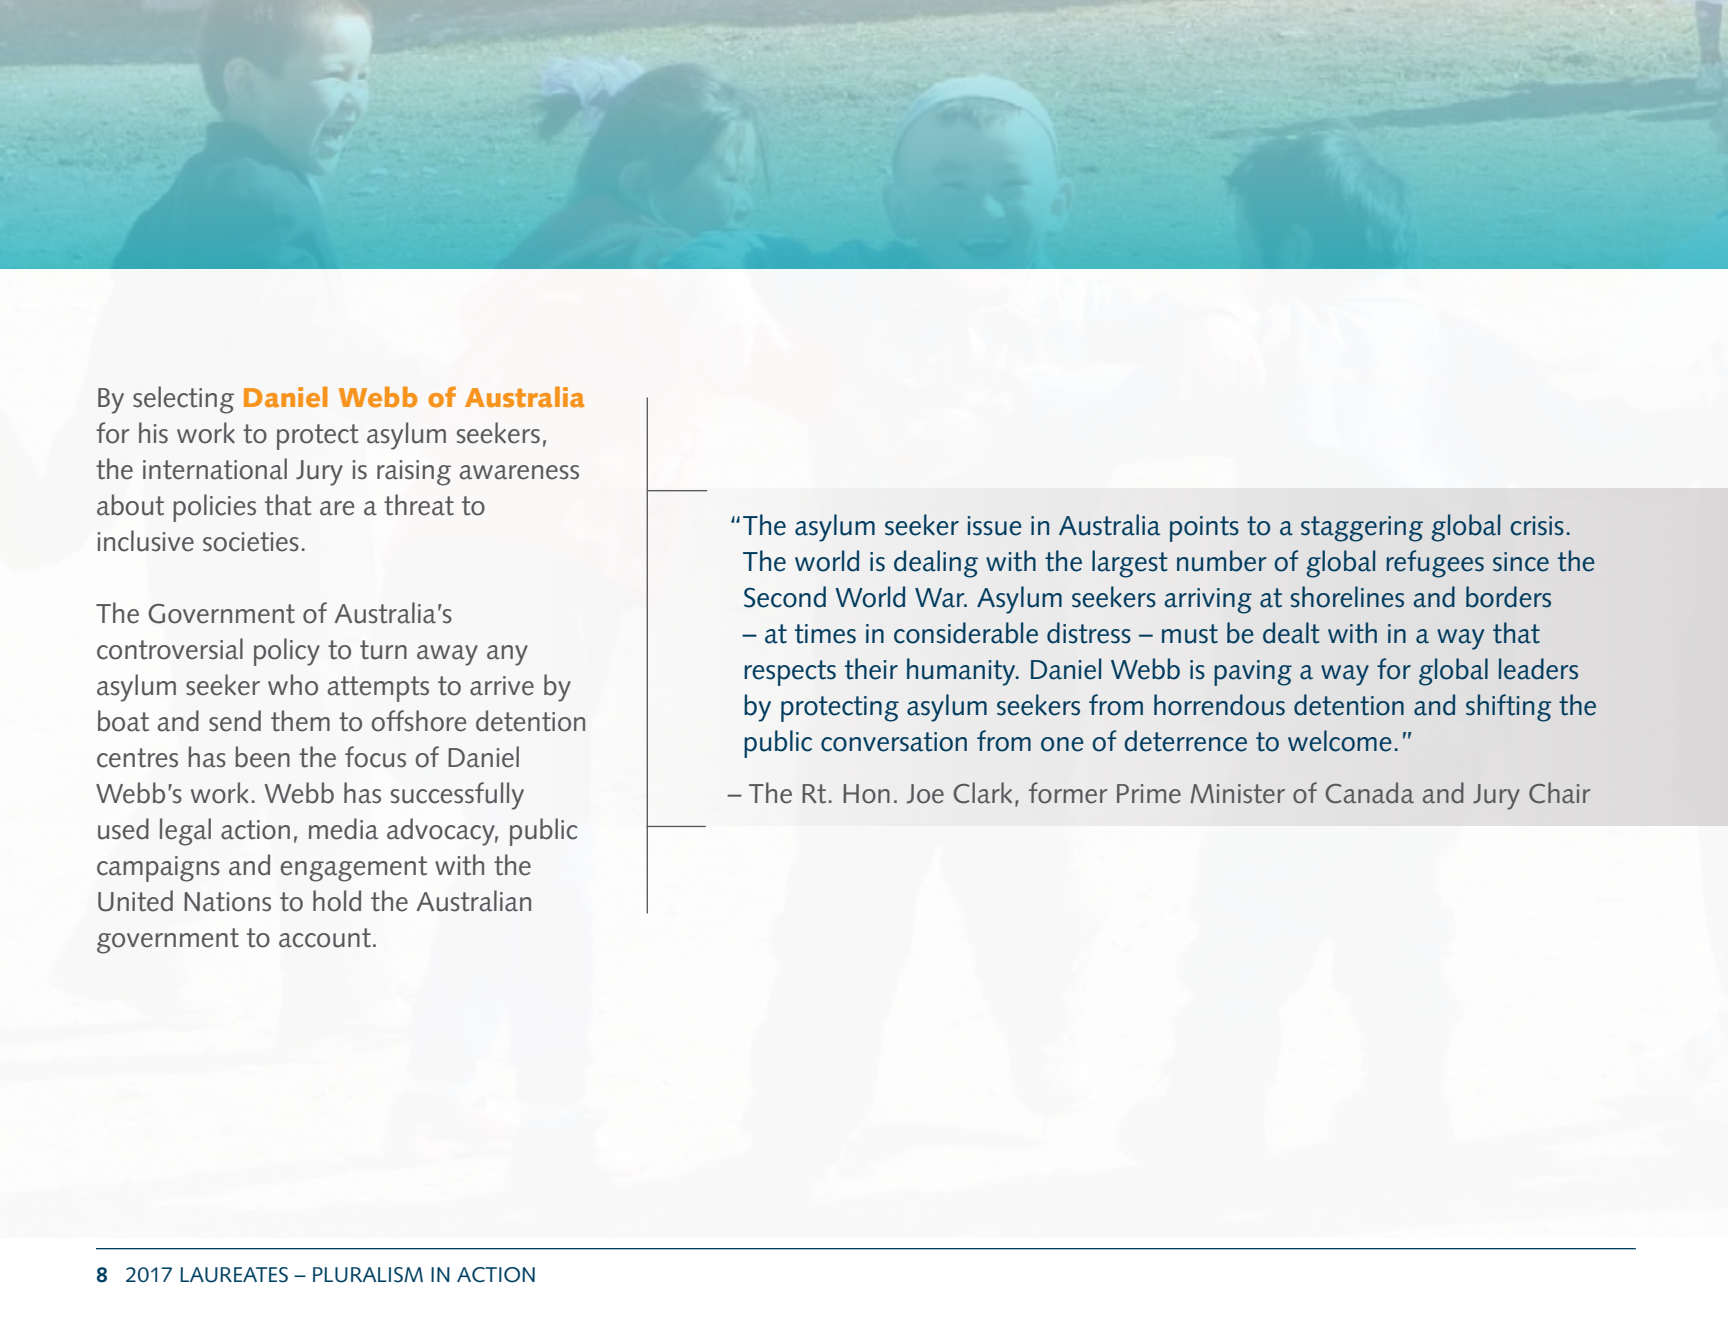 By selecting Daniel Webb of Australia
for his work to protect asylum seekers,
the international Jury is raising awareness
about policies that are a threat to
inclusive societies.
The Government of Australia’s
controversial policy to turn away any
asylum seeker who attempts to arrive by
boat and send them to offshore detention
centres has been the focus of Daniel
Webb’s work. Webb has successfully
used legal action, media advocacy, public
campaigns and engagement with the
United Nations to hold the Australian
government to account.
“The asylum seeker issue in Australia points to a staggering global crisis.
The world is dealing with the largest number of global refugees since the
Second World War. Asylum seekers arriving at shorelines and borders
– at times in considerable distress – must be dealt with in a way that
respects their humanity. Daniel Webb is paving a way for global leaders
by protecting asylum seekers from horrendous detention and shifting the
public conversation from one of deterrence to welcome.”
– The Rt. Hon. Joe Clark, former Prime Minister of Canada and Jury Chair
8 2017 LAUREATES – PLURALISM IN ACTION